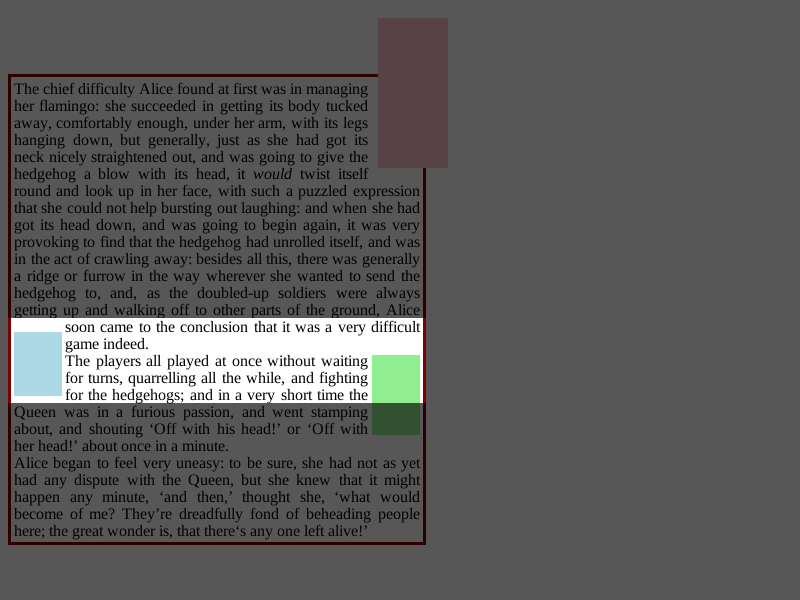 The chief difficulty Alice found at first was in managing
her flamingo: she succeeded in getting its body tucked
away, comfortably enough, under her arm, with its legs
hanging down, but generally, just as she had got its
neck nicely straightened out, and was going to give the
hedgehog a blow with its head, it would twist itself
round and look up in her face, with such a puzzled expression
that she could not help bursting out laughing: and when she had
got its head down, and was going to begin again, it was very
provoking to find that the hedgehog had unrolled itself, and was
in the act of crawling away: besides all this, there was generally
a ridge or furrow in the way wherever she wanted to send the
hedgehog to, and, as the doubled-up soldiers were always
getting up and walking off to other parts of the ground, Alice
soon came to the conclusion that it was a very difficult
game indeed.
The players all played at once without waiting
for turns, quarrelling all the while, and fighting
for the hedgehogs; and in a very short time the
Queen was in a furious passion, and went stamping
about, and shouting ‘Off with his head!’ or ‘Off with
her head!’ about once in a minute.
Alice began to feel very uneasy: to be sure, she had not as yet
had any dispute with the Queen, but she knew that it might
happen any minute, ‘and then,’ thought she, ‘what would
become of me? They’re dreadfully fond of beheading people
here; the great wonder is, that there‘s any one left alive!’